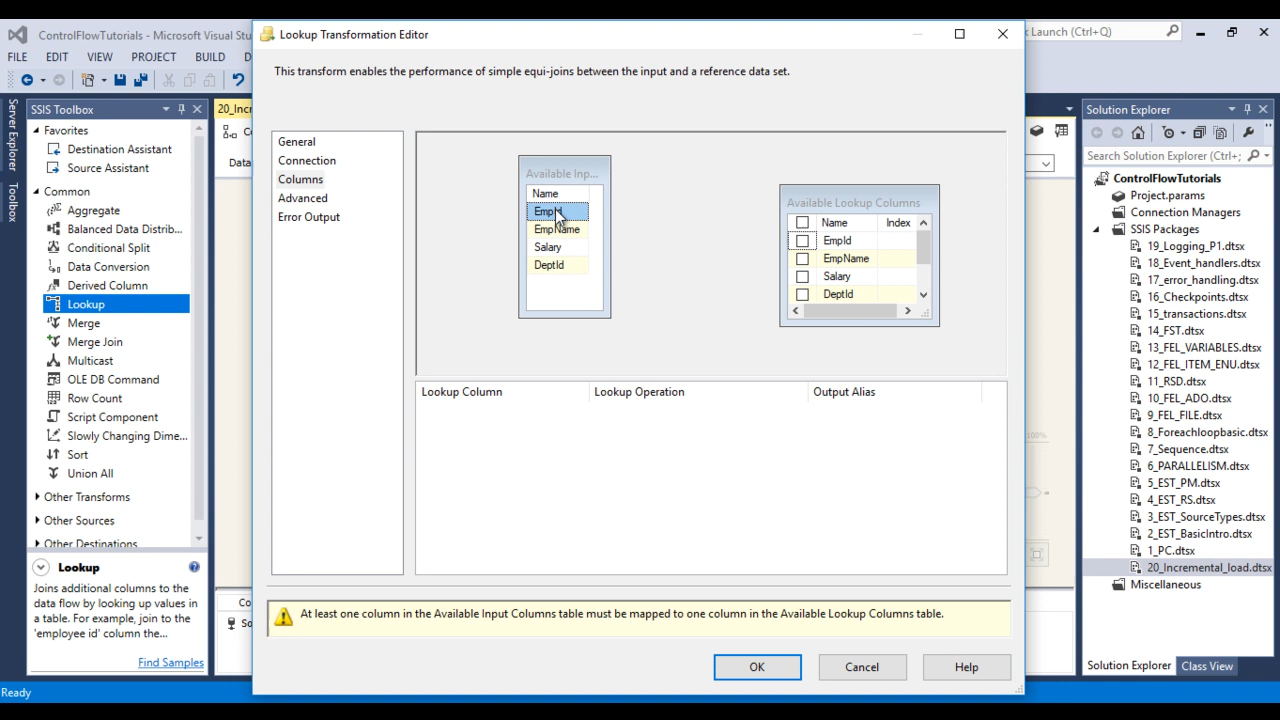 ControlFlowTutorials - Microsoft Visual Stu
Lookup Transformation Editor
Launch (Ctrl+Q)
FILE EDIT VIEW PROJECT BUILD D
This transform enables the performance of simple equi-joins between the input and a reference data set.
Server Explorer
Toolbox
SSIS Toolbox
Favorites
Destination Assistant
Source Assistant
Common
Aggregate
Balanced Data Distrib...
Conditional Split
Data Conversion
Derived Column
Lookup
Merge
Merge Join
Multicast
OLE DB Command
Row Count
Script Component
Slowly Changing Dime...
Sort
Union All
Other Transforms
Other Sources
Other Destinations
Lookup
Joins additional columns to the
data flow by looking up values in
a table. For example, join to the
'employee id' column the...
Find Samples
20_Incr
Co
Data
Co
So
General
Connection
Columns
Advanced
Error Output
Available Inp...
Name
EmpId
EmpName
Salary
DeptId
Available Lookup Columns
Name Index
EmpId
EmpName
Salary
DeptId
Lookup Column Lookup Operation Output Alias
At least one column in the Available Input Columns table must be mapped to one column in the Available Lookup Columns table.
OK Cancel Help
100%
Solution Explorer
Search Solution Explorer (Ctrl+;
ControlFlowTutorials
Project.params
Connection Managers
SSIS Packages
19_Logging_P1.dtsx
18_Event_handlers.dtsx
17_error_handling.dtsx
16_Checkpoints.dtsx
15_transactions.dtsx
14_FST.dtsx
13_FEL_VARIABLES.dtsx
12_FEL_ITEM_ENU.dtsx
11_RSD.dtsx
10_FEL_ADO.dtsx
9_FEL_FILE.dtsx
8_Foreachloopbasic.dtsx
7_Sequence.dtsx
6_PARALLELISM.dtsx
5_EST_PM.dtsx
4_EST_RS.dtsx
3_EST_SourceTypes.dtsx
2_EST_BasicIntro.dtsx
1_PC.dtsx
20_Incremental_load.dtsx
Miscellaneous
Solution Explorer Class View
Ready